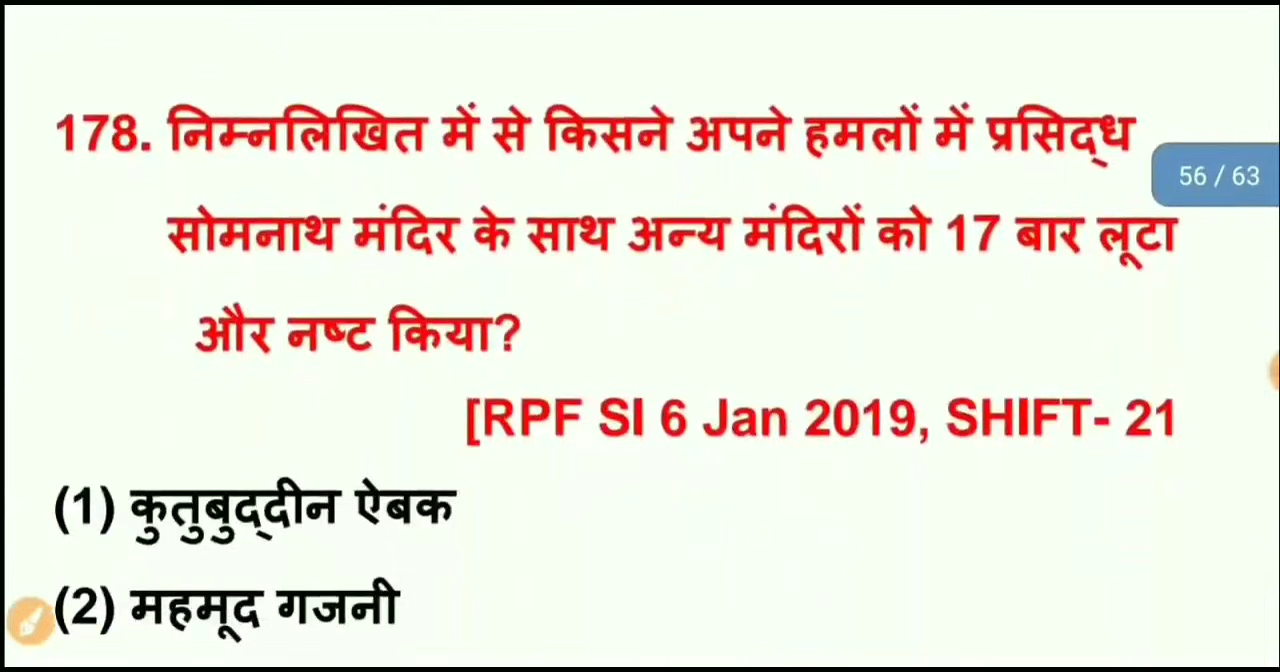 178. निम्नलिखित में से किसने अपने हमलों में प्रसिद्ध
56 / 63
सोमनाथ मंदिर के साथ अन्य मंदिरों को 17 बार लूटा
और नष्ट किया?
[RPF SI 6 Jan 2019, SHIFT- 21
(1) कुतुबुद्दीन ऐबक
(2) महमूद गजनी